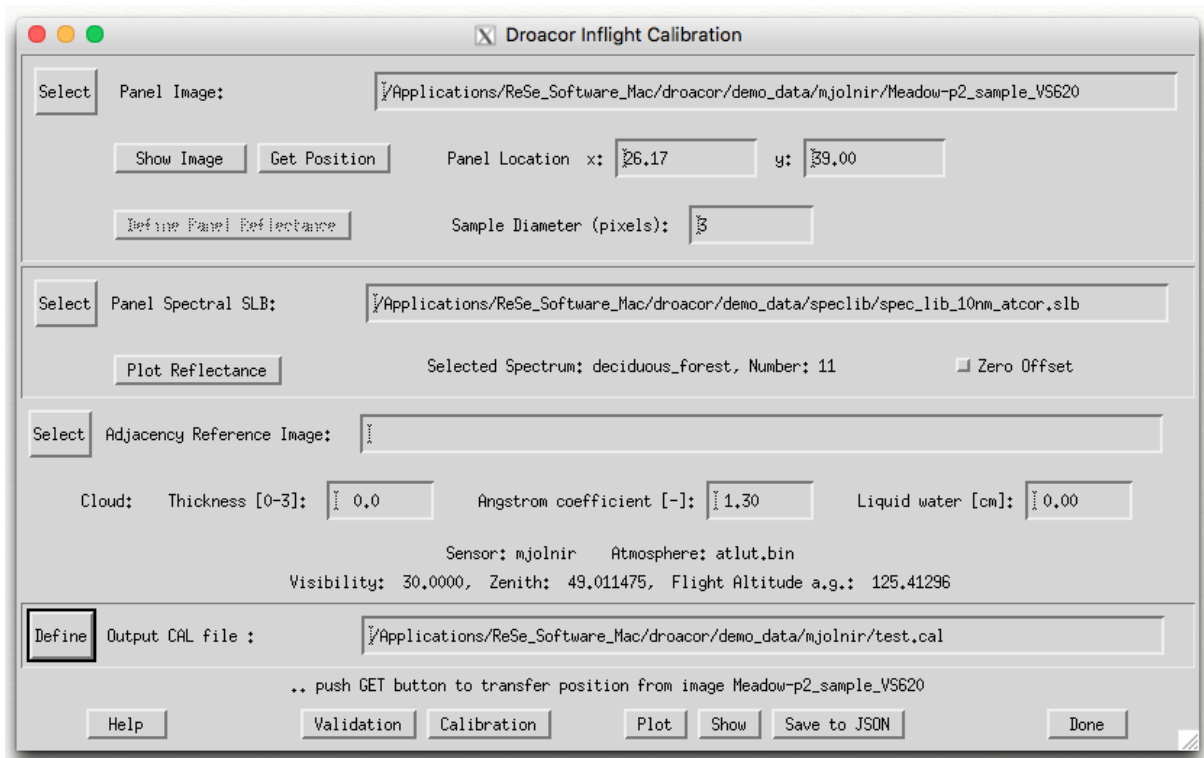 Droacor Inflight Calibration
Select Panel Image: /Applications/ReSe_Software_Mac/droacor/demo_data/mjolnir/Meadow-p2_sample_VS620
Show Image Get Position Panel Location x: 26.17 y: 39.00
Define Panel Reflectance Sample Diameter (pixels): 3
Select Panel Spectral SLB: /Applications/ReSe_Software_Mac/droacor/demo_data/speclib/spec_lib_10nm_atcor.slb
Plot Reflectance Selected Spectrum: deciduous_forest, Number: 11 Zero Offset
Select Adjacency Reference Image:
Cloud: Thickness [0-3]: 0.0 Angstrom coefficient [-]: 1.30 Liquid water [cm]: 0.00
Sensor: mjolnir Atmosphere: atlut.bin
Visibility: 30.0000, Zenith: 49.011475, Flight Altitude a.g.: 125.41296
Define Output CAL file : /Applications/ReSe_Software_Mac/droacor/demo_data/mjolnir/test.cal
.. push GET button to transfer position from image Meadow-p2_sample_VS620
Help Validation Calibration Plot Show Save to JSON Done